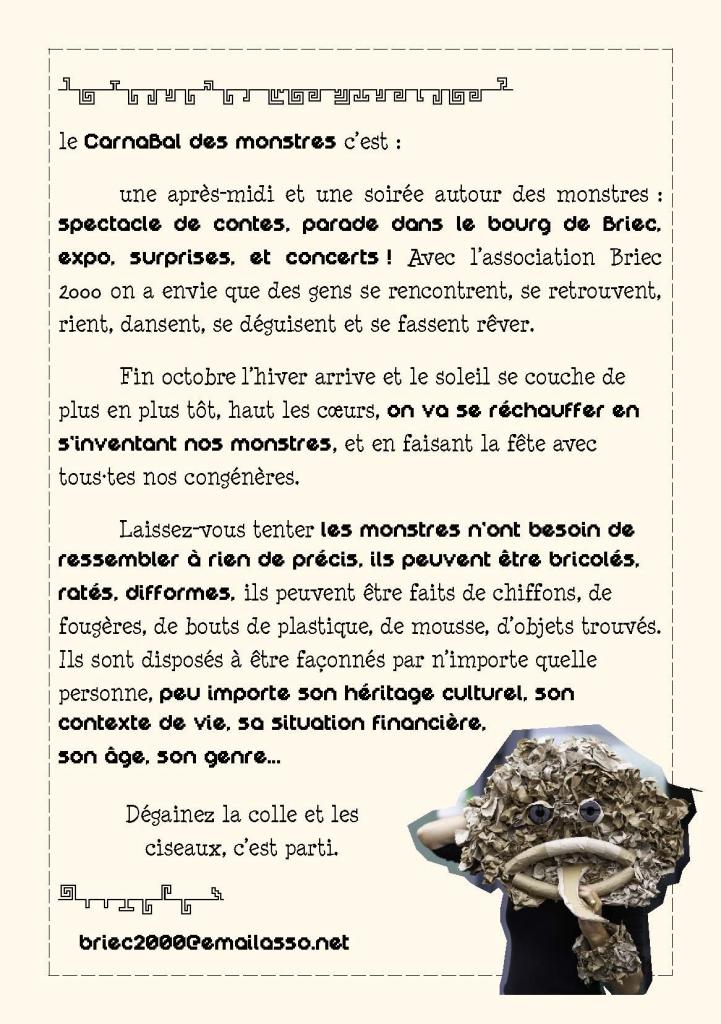 le CarnaBal des monstres c'est :
une après-midi et une soirée autour des monstres :
spectacle de contes, parade dans le bourg de Briec,
expo, surprises, et concerts ! Avec l'association Briec
2000 on a envie que des gens se rencontrent, se retrouvent,
rient, dansent, se déguisent et se fassent rêver.
Fin octobre l'hiver arrive et le soleil se couche de
plus en plus tôt, haut les cœurs, on va se réchauffer en
s'inventant nos monstres, et en faisant la fête avec
tous·tes nos congénères.
Laissez-vous tenter les monstres n'ont besoin de
ressembler à rien de précis, ils peuvent être bricolés,
ratés, difformes, ils peuvent être faits de chiffons, de
fougères, de bouts de plastique, de mousse, d'objets trouvés.
Ils sont disposés à être façonnés par n'importe quelle
personne, peu importe son héritage culturel, son
contexte de vie, sa situation financière,
son âge, son genre...
Dégainez la colle et les
ciseaux, c'est parti.
briec2000@emailasso.net